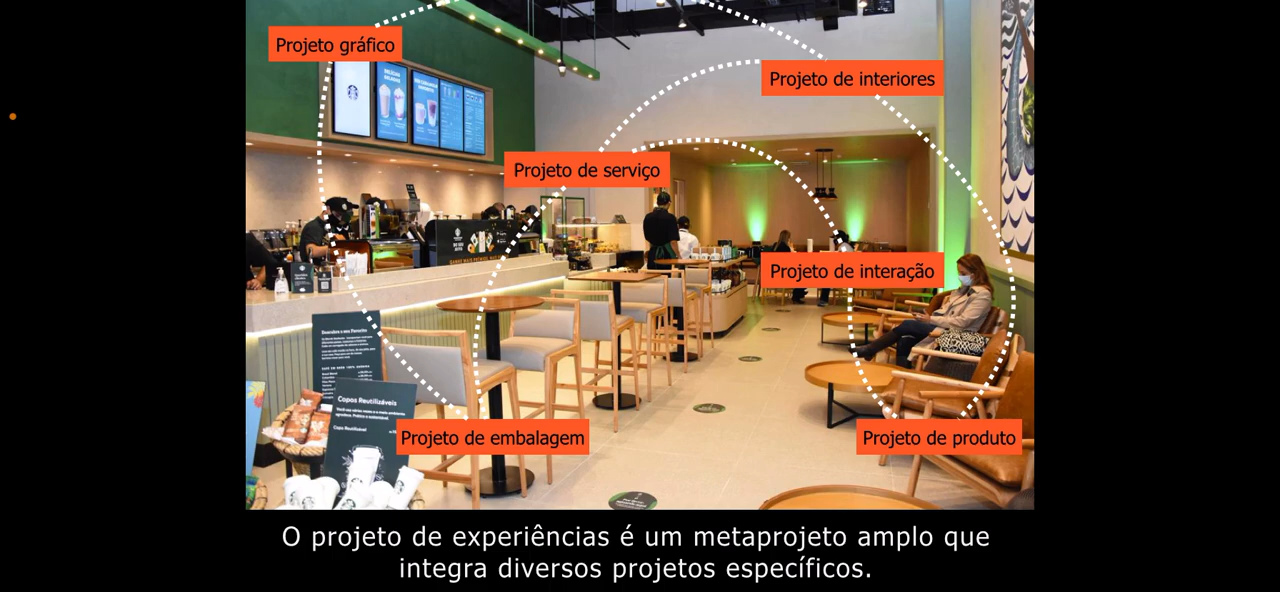 Projeto gráfico
Projeto de interiores
Projeto de serviço
Projeto de interação
Projeto de embalagem
Projeto de produto
Copos Reutilizáveis
O projeto de experiências é um metaprojeto amplo que
integra diversos projetos específicos.